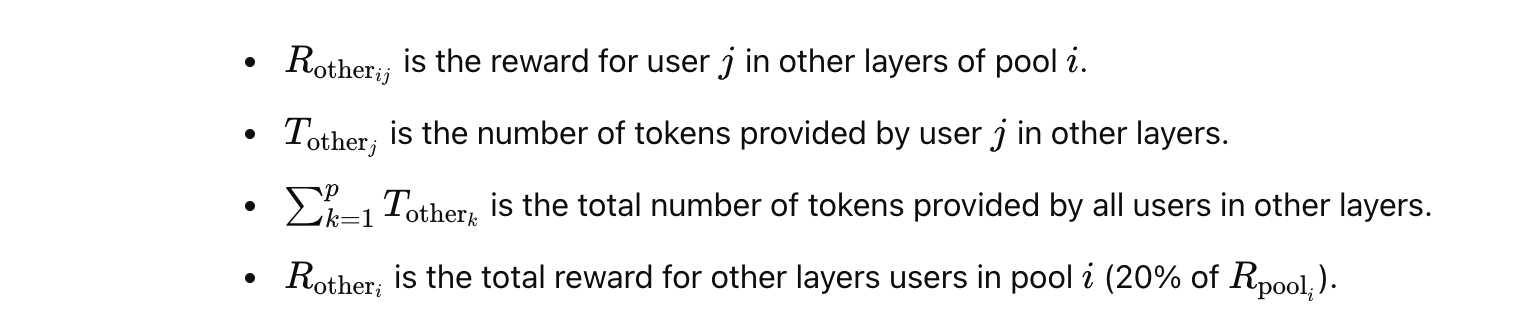 • $R_{\text{other}_{ij}}$ is the reward for user $j$ in other layers of pool $i$.
• $T_{\text{other}_j}$ is the number of tokens provided by user $j$ in other layers.
• $\sum_{k=1}^{p} T_{\text{other}_k}$ is the total number of tokens provided by all users in other layers.
• $R_{\text{other}_i}$ is the total reward for other layers users in pool $i$ (20% of $R_{\text{pool}_i}$).